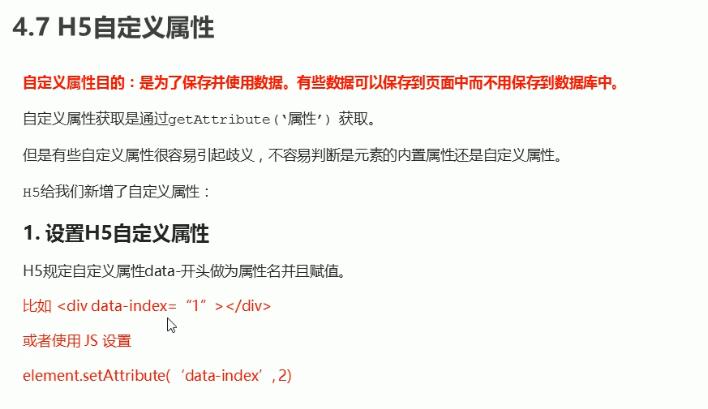 4.7 H5自定义属性
自定义属性目的：是为了保存并使用数据。有些数据可以保存到页面中而不用保存到数据库中。
自定义属性获取是通过getAttribute(‘属性’) 获取。
但是有些自定义属性很容易引起歧义，不容易判断是元素的内置属性还是自定义属性。
H5给我们新增了自定义属：
1. 设置H5自定义属性
H5规定自定义属性data-开头做为属性名并且赋值。
比如 <div data-index=“1”></div>
或者使用 JS 设置
element.setAttribute(‘data-index’, 2)